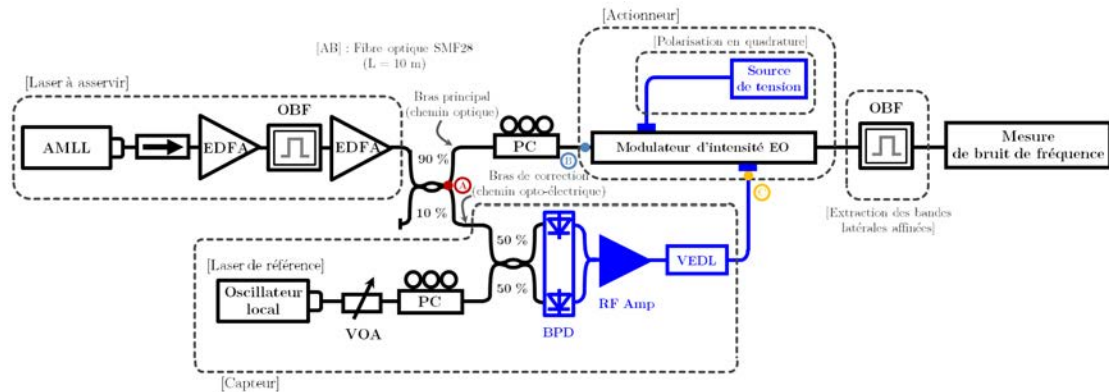 [Actionneur]
[AB] : Fibre optique SMF28
(L = 10 m)
[Polarisation en quadrature]
Source
de tension
[Laser à asservir]
OBF
Bras principal
(chemin optique)
OBF
AMLL
EDFA
EDFA
90 %
PC
B
Modulateur d'intensité EO
Mesure
de bruit de fréquence
A
Bras de correction
(chemin opto-électrique)
10 %
[Extraction des bandes
latérales affinées]
50 %
[Laser de référence]
Oscillateur
local
VOA
PC
50 %
BPD
RF Amp
VEDL
[Capteur]